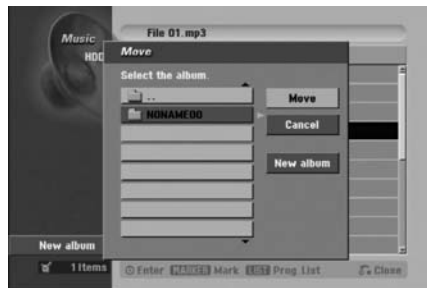 Music
HDD
File 01.mp3
Move
Select the album.
..
NONAME00
Move
Cancel
New album
New album
1 Items
Enter MARKER Mark LIST Prog. List Close